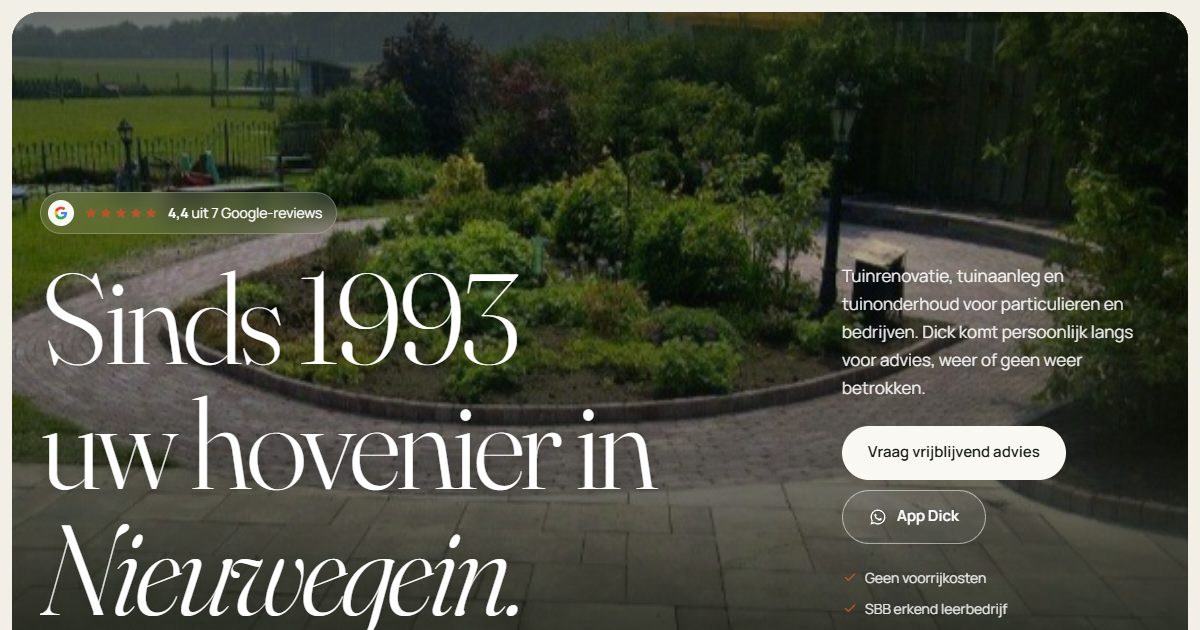 4,4 uit 7 Google-reviews
Sinds 1993
uw hovenier in
Nieuwegein.
Tuinrenovatie, tuinaanleg en
tuinonderhoud voor particulieren en
bedrijven. Dick komt persoonlijk langs
voor advies, weer of geen weer
betrokken.
Vraag vrijblijvend advies
App Dick
Geen voorrijkosten
SBB erkend leerbedrijf